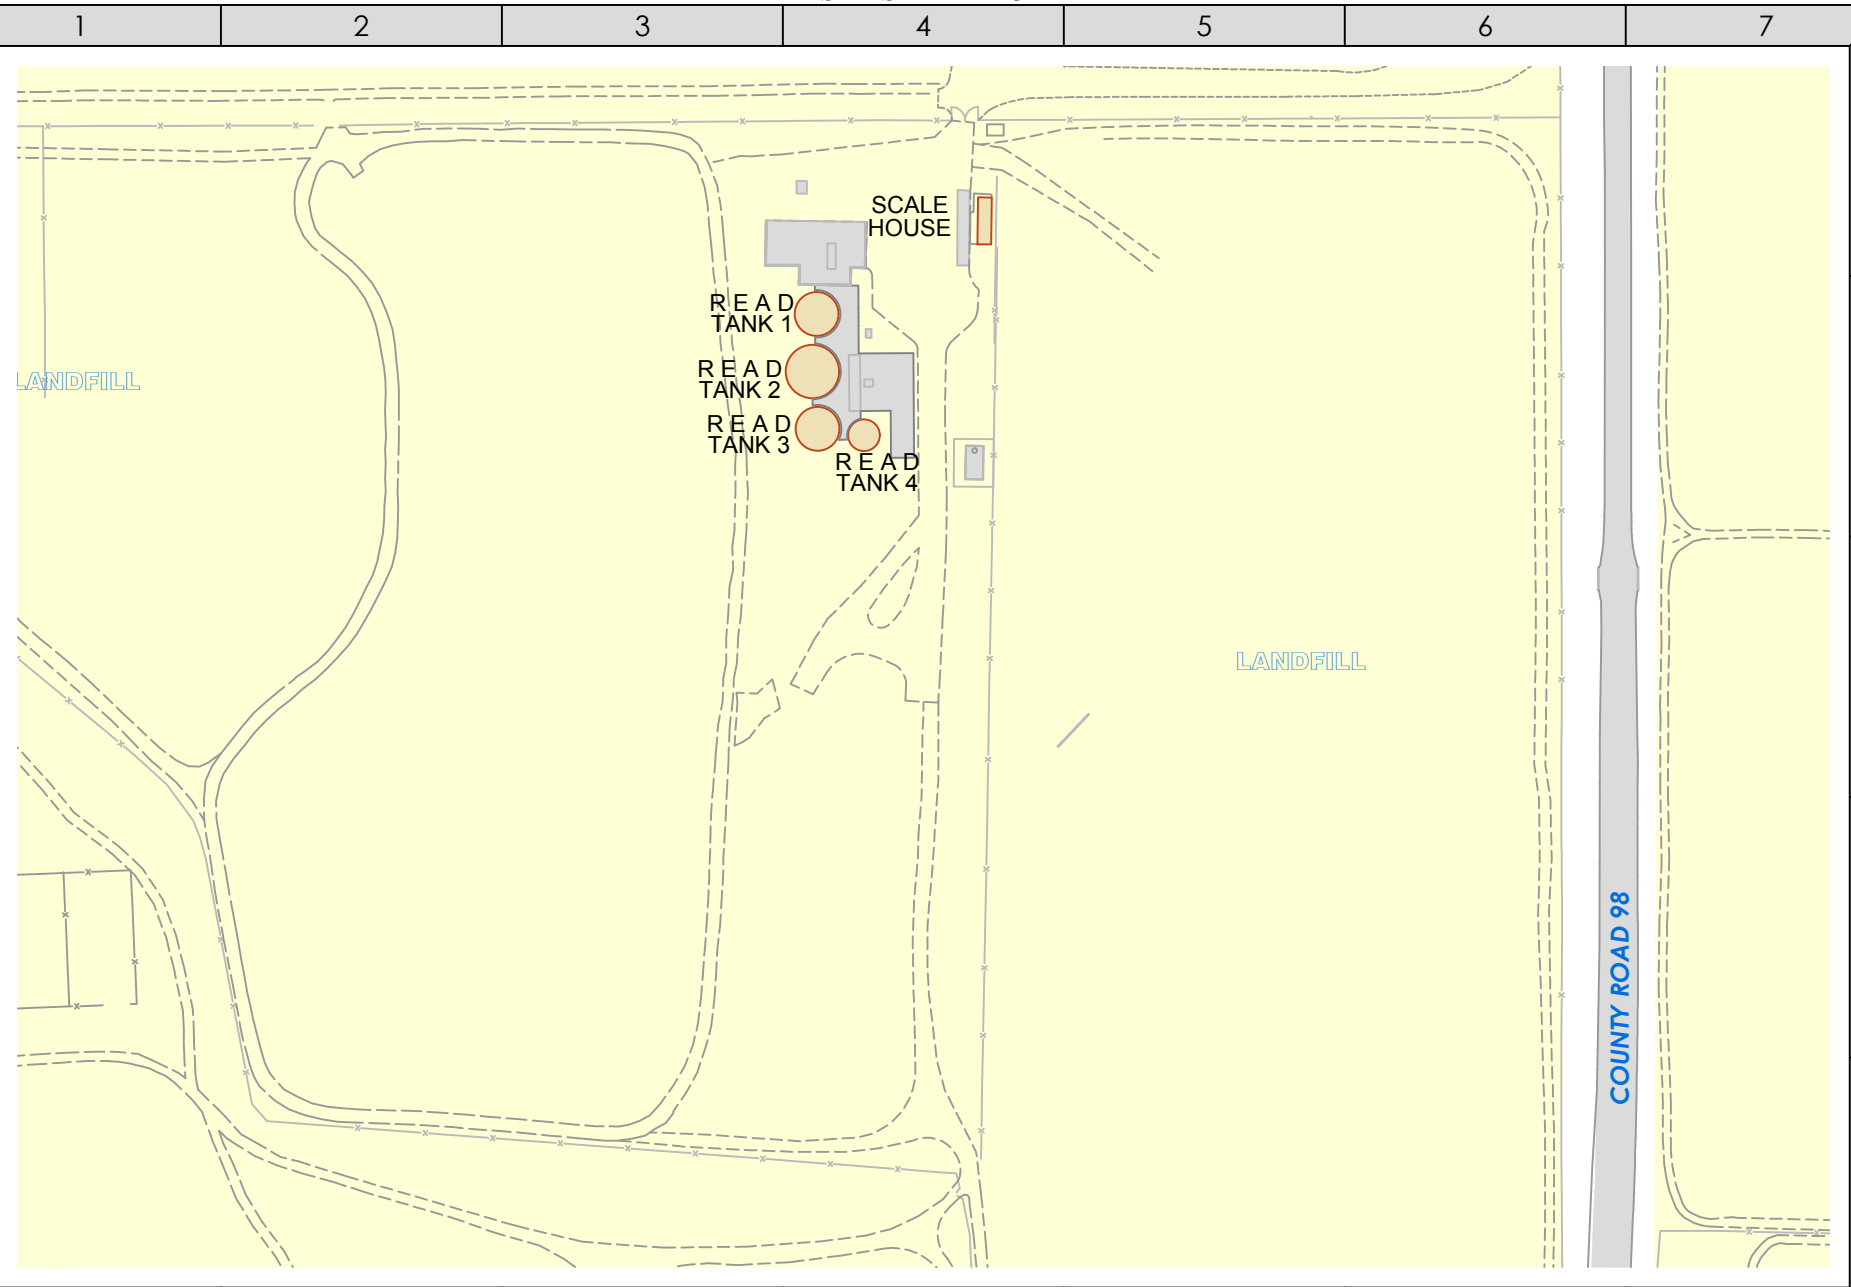 1 2 3 4 5 6 7
SCALE
HOUSE
R E A D
TANK 1
R E A D
TANK 2
R E A D
TANK 3
R E A D
TANK 4
LANDFILL
LANDFILL
COUNTY ROAD 98